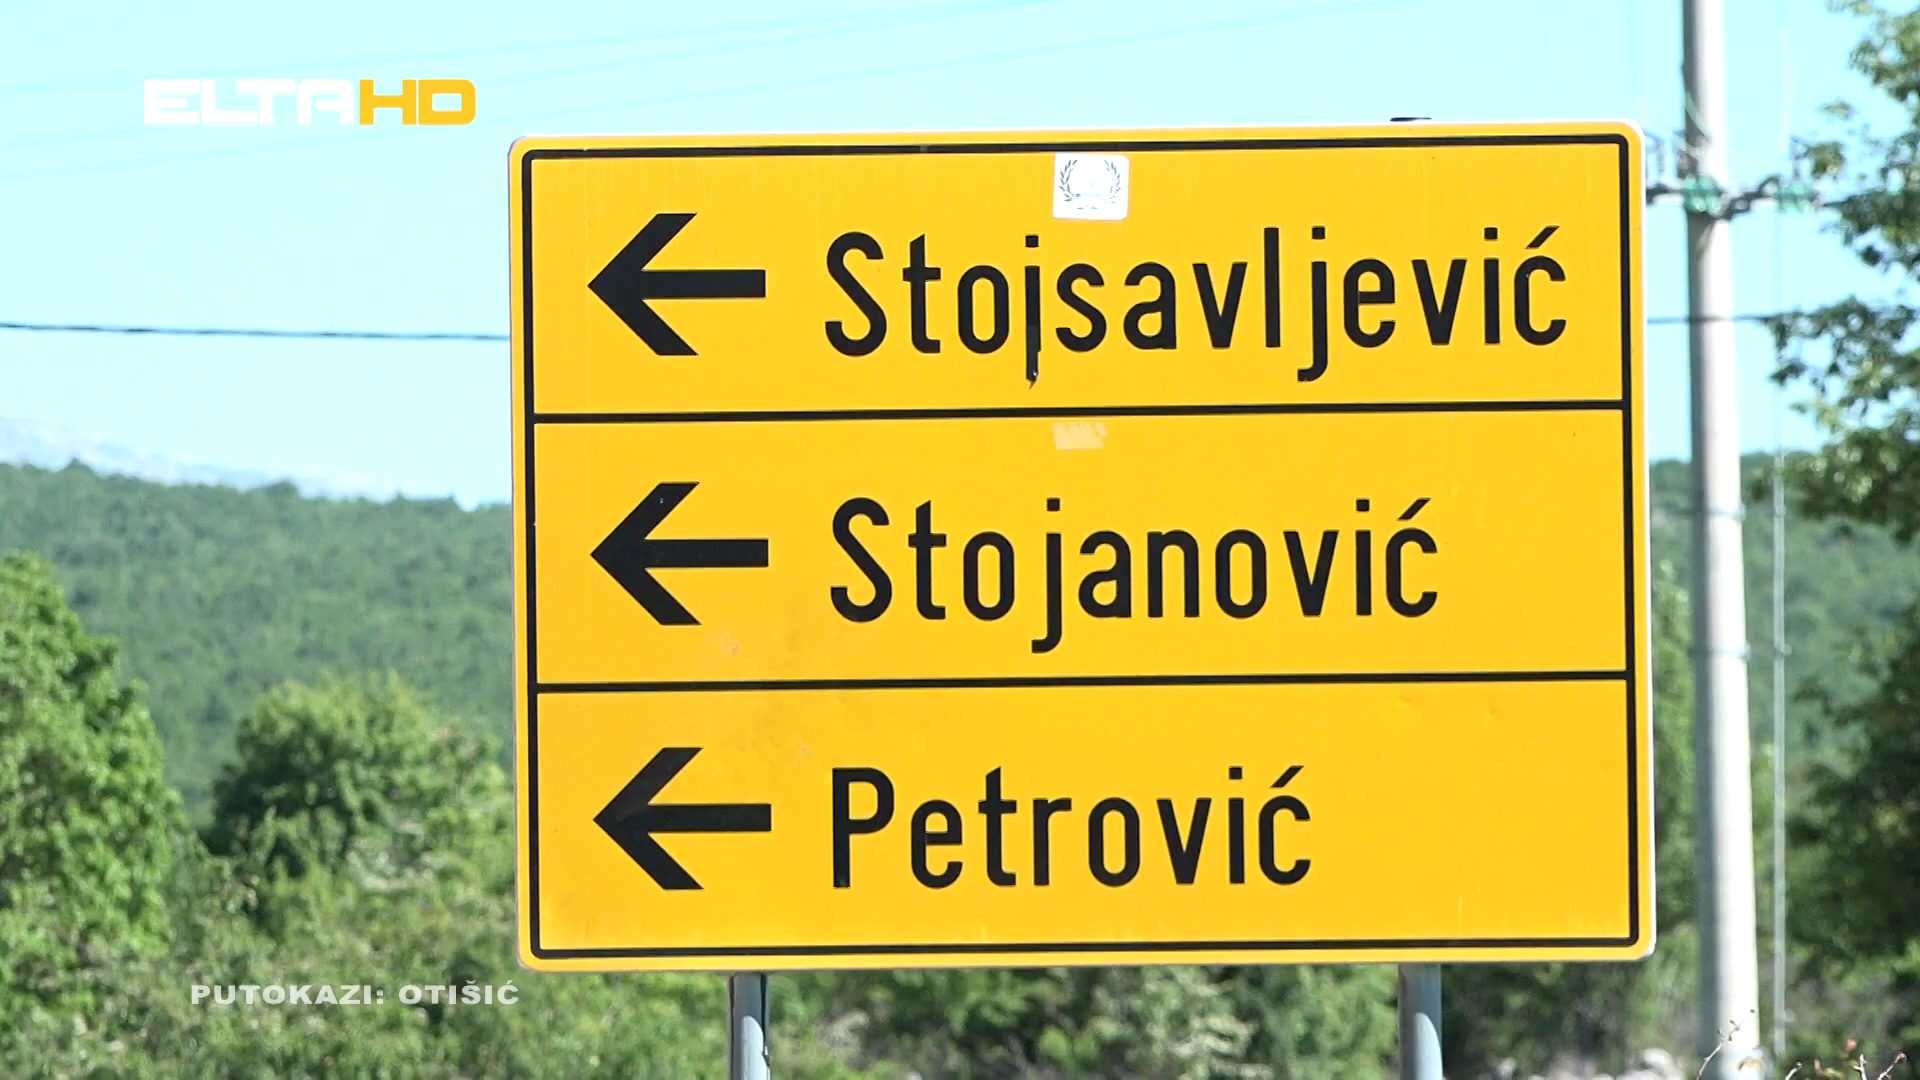 ELTAHD
Stojsavljević
Stojanović
Petrović
PUTOKAZI: OTIŠIĆ